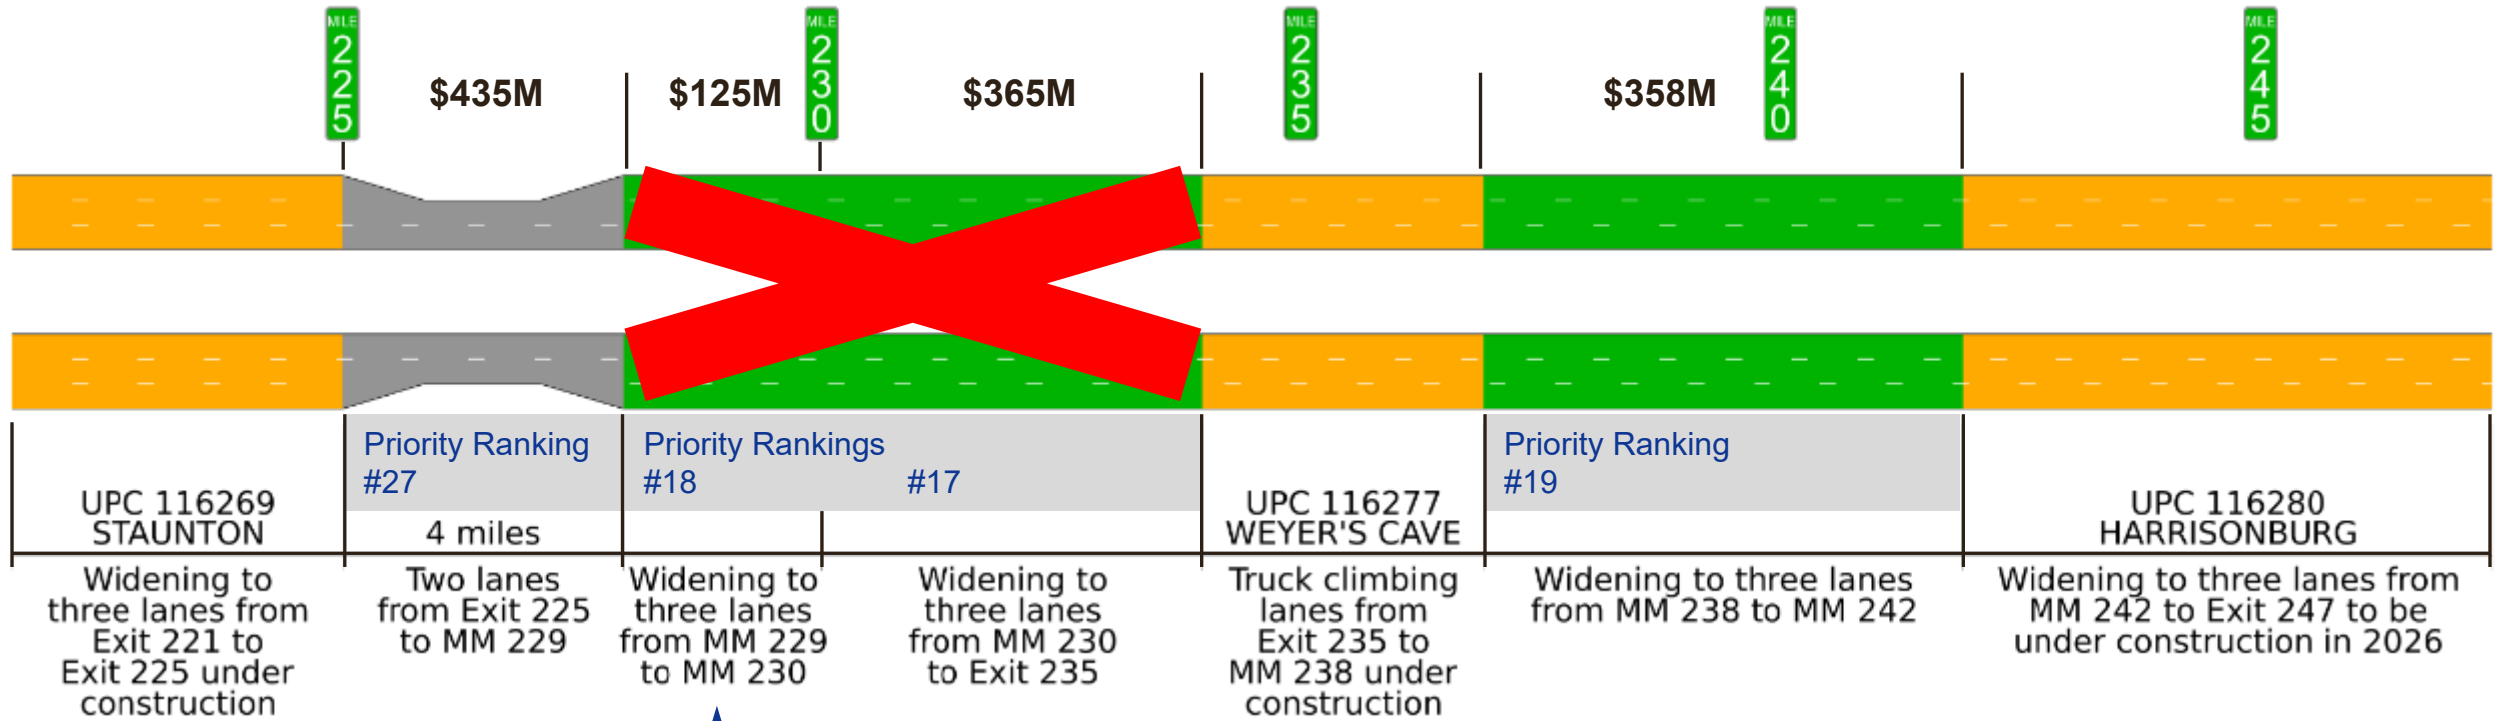 MILE
225
$435M
$125M
MILE
230
$365M
MILE
235
$358M
MILE
240
MILE
245
UPC 116269
STAUNTON
Widening to
three lanes from
Exit 221 to
Exit 225 under
construction
Priority Ranking
#27
4 miles
Two lanes
from Exit 225
to MM 229
Priority Rankings
#18 #17
Widening to
three lanes
from MM 229
to MM 230
Widening to
three lanes
from MM 230
to Exit 235
UPC 116277
WEYER'S CAVE
Truck climbing
lanes from
Exit 235 to
MM 238 under
construction
Priority Ranking
#19
Widening to three lanes
from MM 238 to MM 242
UPC 116280
HARRISONBURG
Widening to three lanes from
MM 242 to Exit 247 to be
under construction in 2026